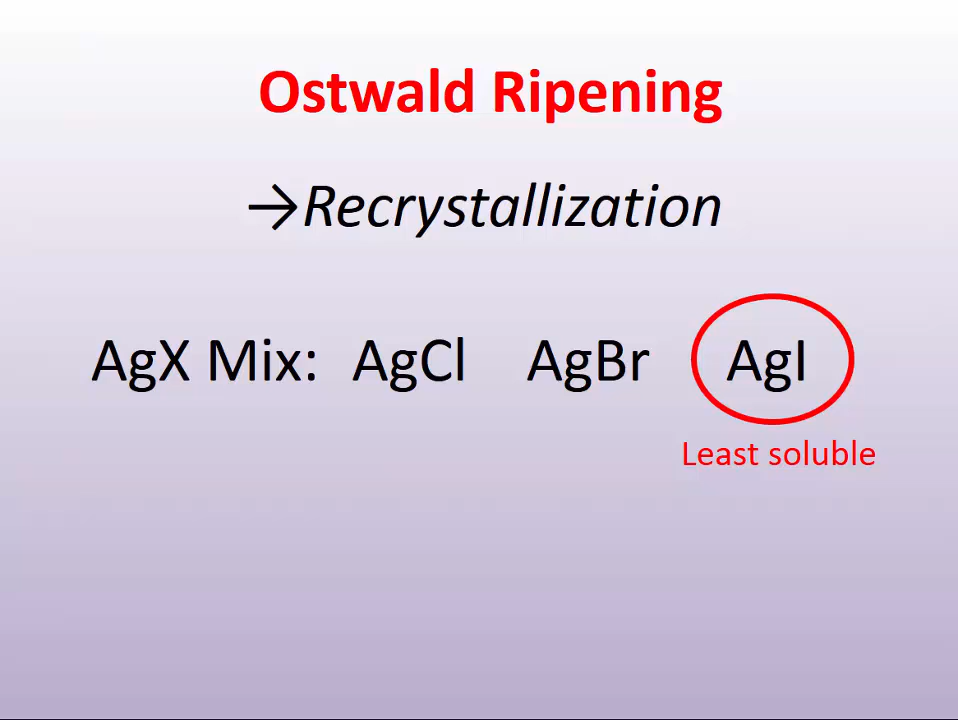 Ostwald Ripening
→Recrystallization
AgX Mix: AgCl AgBr AgI
Least soluble